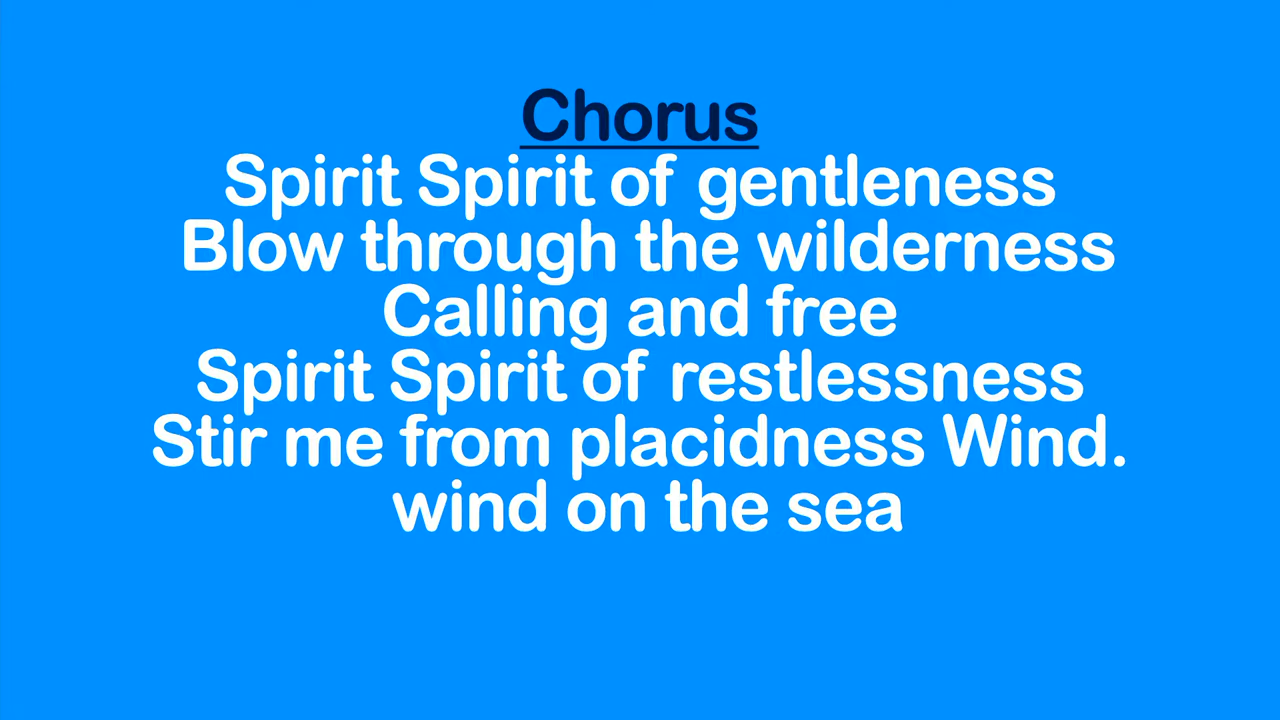 Chorus
Spirit Spirit of gentleness
Blow through the wilderness
Calling and free
Spirit Spirit of restlessness
Stir me from placidness Wind.
wind on the sea